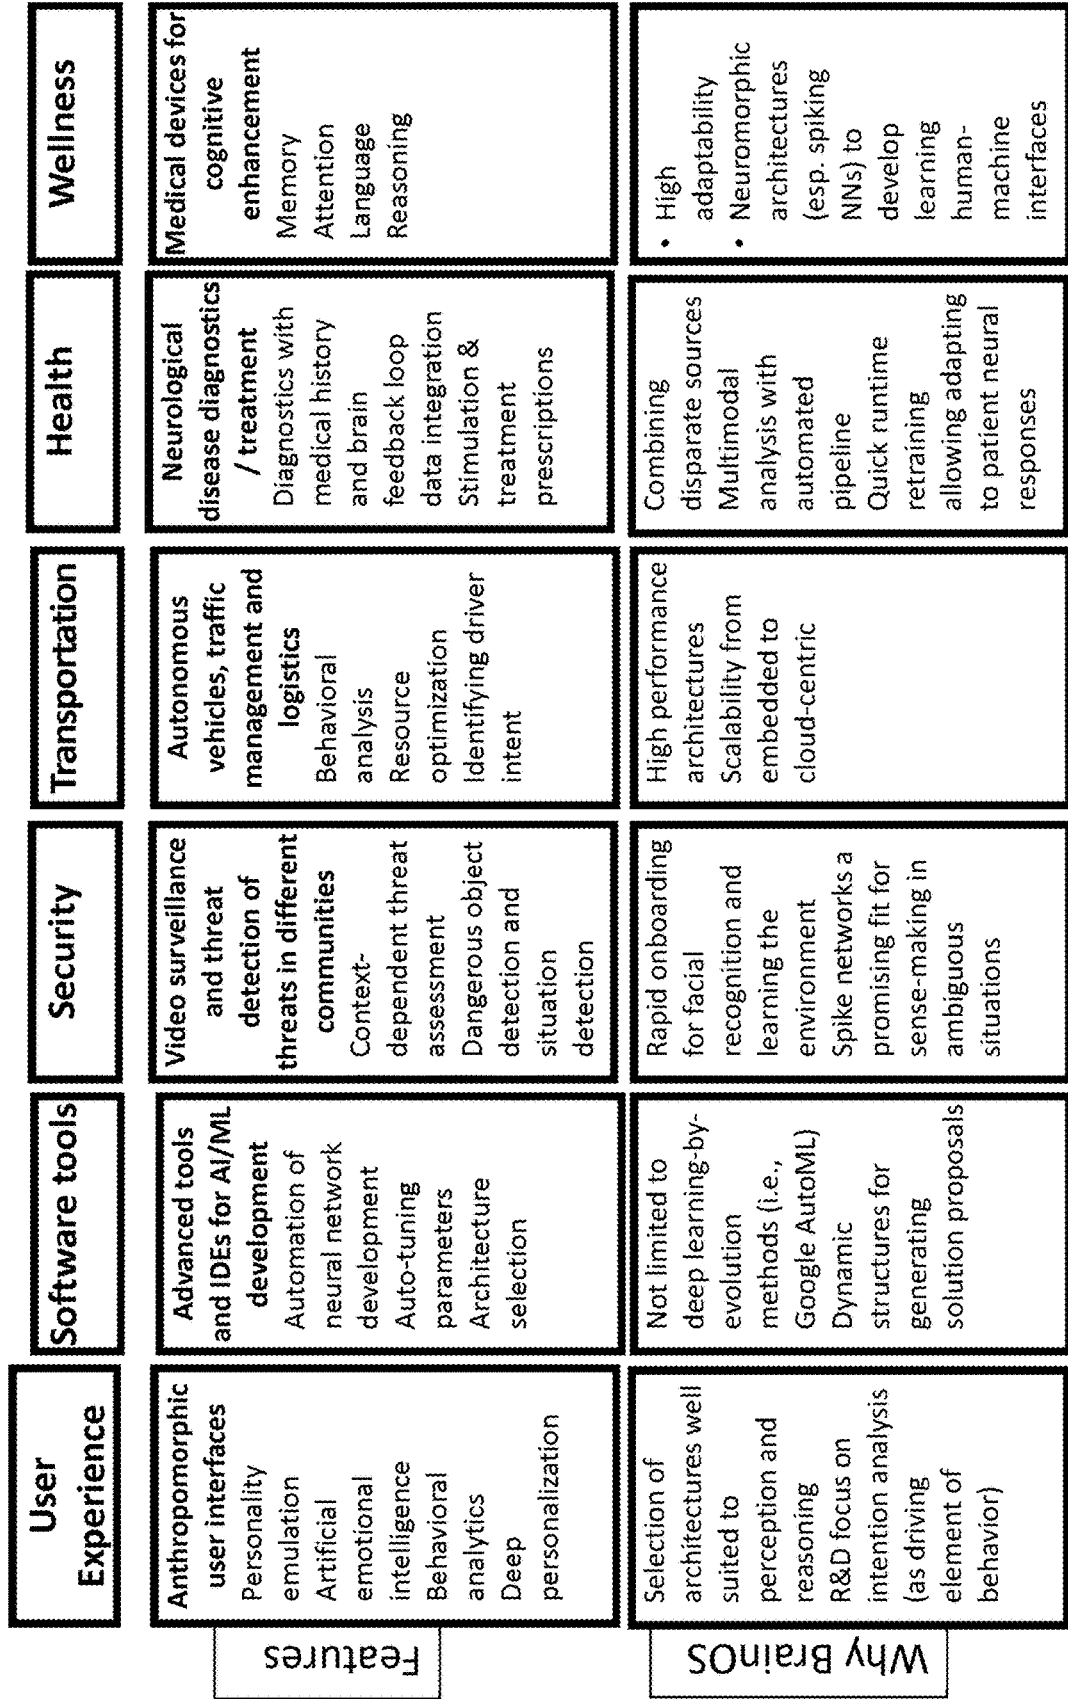 User
Experience
Software tools
Security
Transportation
Health
Wellness
Features
Anthropomorphic
user interfaces
Personality
emulation
Artificial
emotional
intelligence
Behavioral
analytics
Deep
personalization
Advanced tools
and IDEs for AI/ML
development
Automation of
neural network
development
Auto-tuning
parameters
Architecture
selection
Video surveillance
and threat
detection of
threats in different
communities
Context-
dependent threat
assessment
Dangerous object
detection and
situation
detection
Autonomous
vehicles, traffic
management and
logistics
Behavioral
analysis
Resource
optimization
Identifying driver
intent
Neurological
disease diagnostics
/ treatment
Diagnostics with
medical history
and brain
feedback loop
data integration
Stimulation &
treatment
prescriptions
Medical devices for
cognitive
enhancement
Memory
Attention
Language
Reasoning
Why BrainOS
Selection of
architectures well
suited to
perception and
reasoning
R&D focus on
intention analysis
(as driving
element of
behavior)
Not limited to
deep learning-by-
evolution
methods (i.e.,
Google AutoML)
Dynamic
structures for
generating
solution proposals
Rapid onboarding
for facial
recognition and
learning the
environment
Spike networks a
promising fit for
sense-making in
ambiguous
situations
High performance
architectures
Scalability from
embedded to
cloud-centric
Combining
disparate sources
Multimodal
analysis with
automated
pipeline
Quick runtime
retraining
allowing adapting
to patient neural
responses
• High
adaptability
• Neuromorphic
architectures
(esp. spiking
NNs) to
develop
learning
human-
machine
interfaces